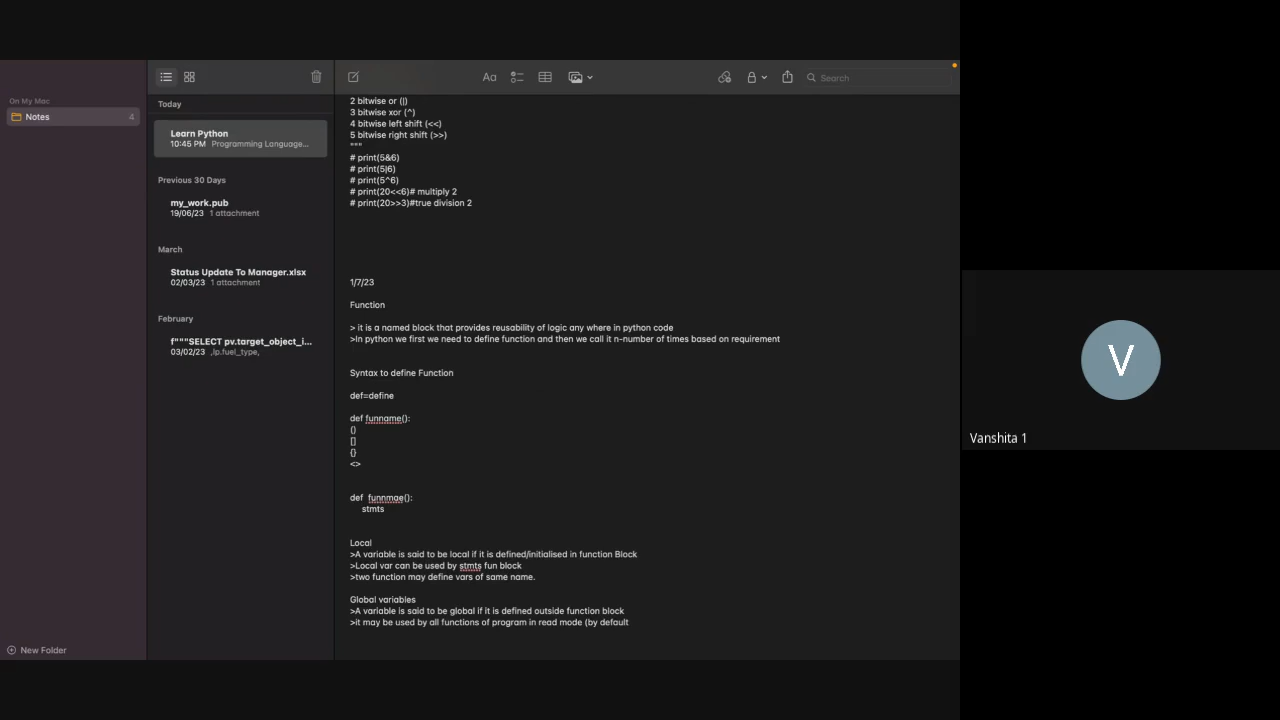 On My Mac
Notes
4
New Folder
Today
Learn Python
10:45 PM Programming Language...
Previous 30 Days
my_work.pub
19/06/23 1 attachment
March
Status Update To Manager.xlsx
02/03/23 1 attachment
February
f"""SELECT pv.target_object_i...
03/02/23 ,lp.fuel_type,
Aa
Search
2 bitwise or (|)
3 bitwise xor (^)
4 bitwise left shift (<<)
5 bitwise right shift (>>)
"""
# print(5&6)
# print(5|6)
# print(5^6)
# print(20<<6)# multiply 2
# print(20>>3)#true division 2
1/7/23
Function
> it is a named block that provides reusability of logic any where in python code
>In python we first we need to define function and then we call it n-number of times based on requirement
Syntax to define Function
def=define
def funname():
()
[]
{}
<>
def funnmae():
stmts
Local
>A variable is said to be local if it is defined/initialised in function Block
>Local var can be used by stmts fun block
>two function may define vars of same name.
Global variables
>A variable is said to be global if it is defined outside function block
>it may be used by all functions of program in read mode (by default
V
Vanshita 1